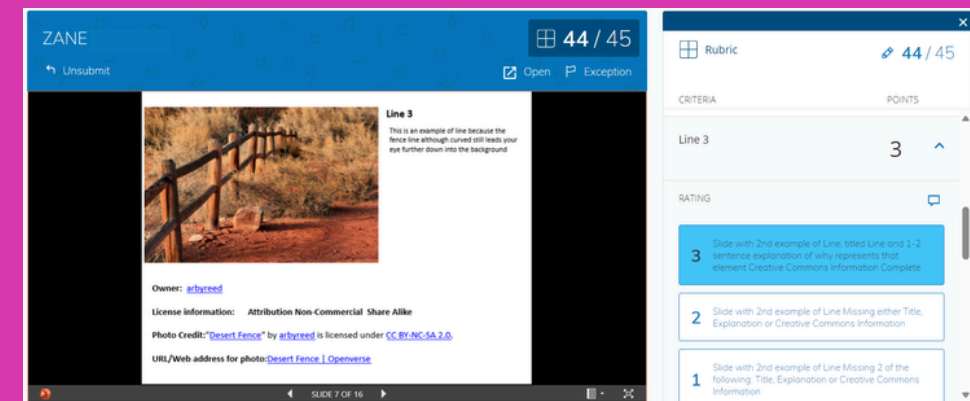 ZANE
44 / 45
Unsubmit
Open
Exception
Line 3
This is an example of line because the
fence line although curved still leads your
eye further down into the background
Owner: arbyreed
License information: Attribution Non-Commercial Share Alike
Photo Credit:"Desert Fence" by arbyreed is licensed under CC BY-NC-SA 2.0.
URL/Web address for photo:Desert Fence | Openverse
SLIDE 7 OF 16
Rubric
44 / 45
CRITERIA
POINTS
Line 3
3
RATING
3
Slide with 2nd example of Line, titled Line and 1-2
sentence explanation of why represents that
element Creative Commons Information Complete
2
Slide with 2nd example of Line Missing either Title,
Explanation or Creative Commons Information
1
Slide with 2nd example of Line Missing 2 of the
following: Title, Explanation or Creative Commons
Information